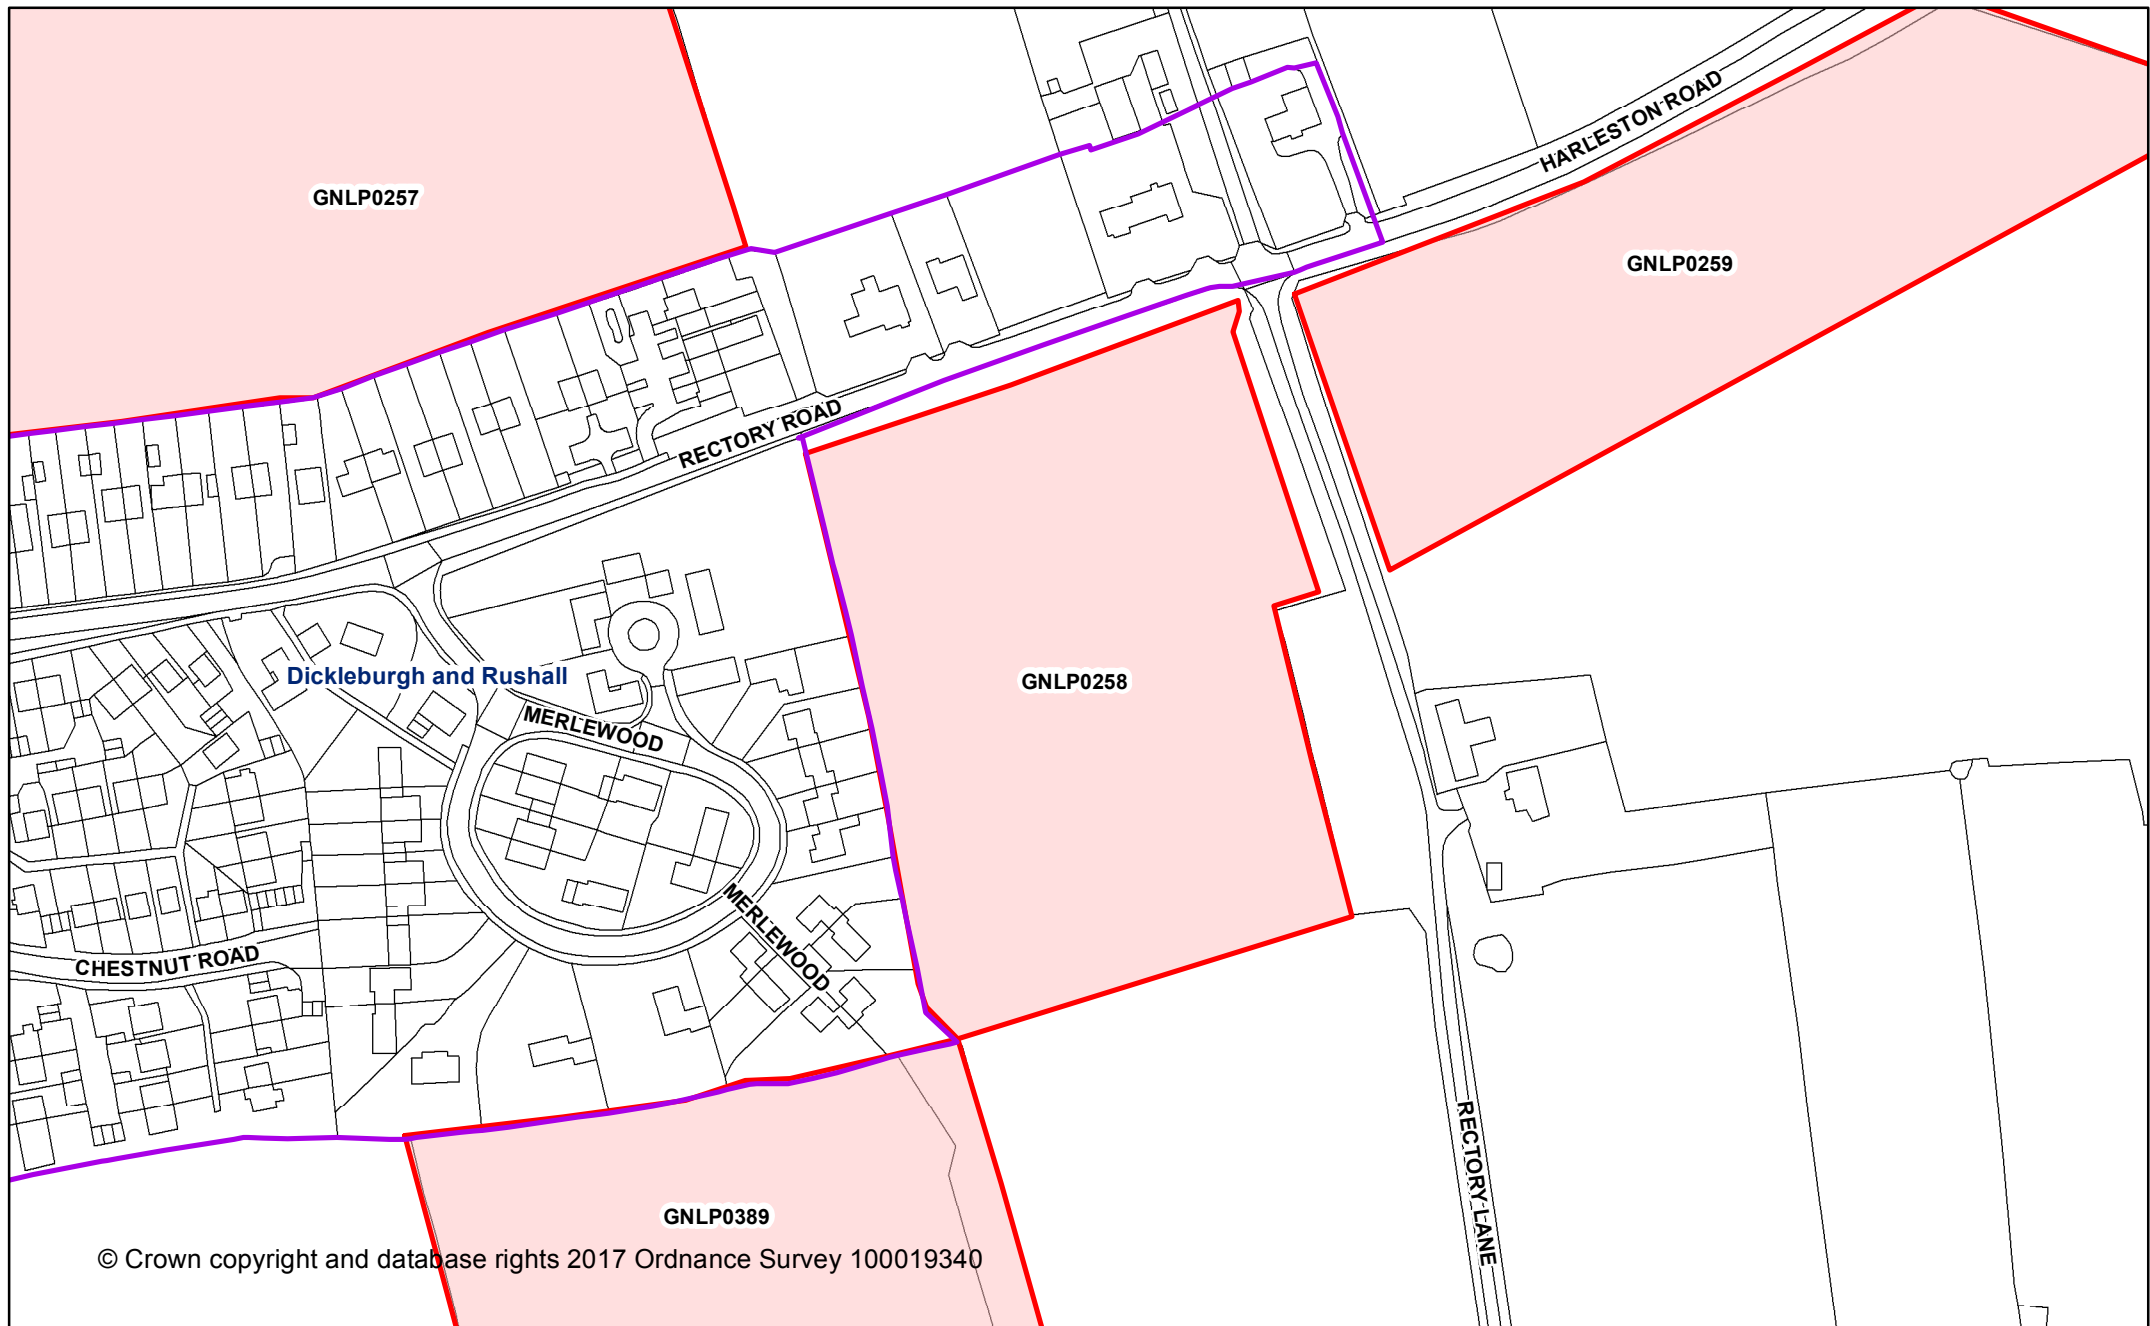 HARLESTON ROAD
GNLP0257
GNLP0259
RECTORY ROAD
Dickleburgh and Rushall
GNLP0258
MERLEWOOD
MERLEWOOD
CHESTNUT ROAD
RECTORY LANE
GNLP0389
© Crown copyright and database rights 2017 Ordnance Survey 100019340